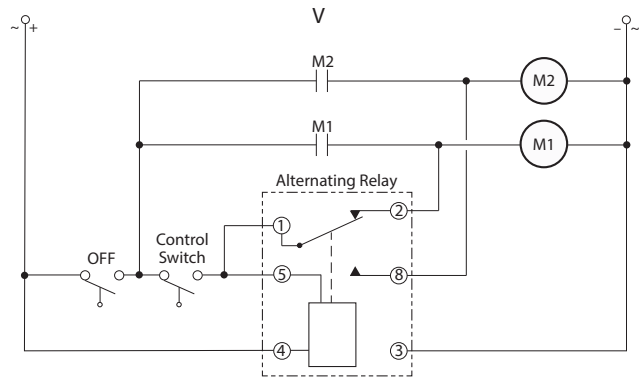 V
~ +
− ~
M2
M2
M1
M1
Alternating Relay
2
1
Control
Switch
OFF
5
8
4
3